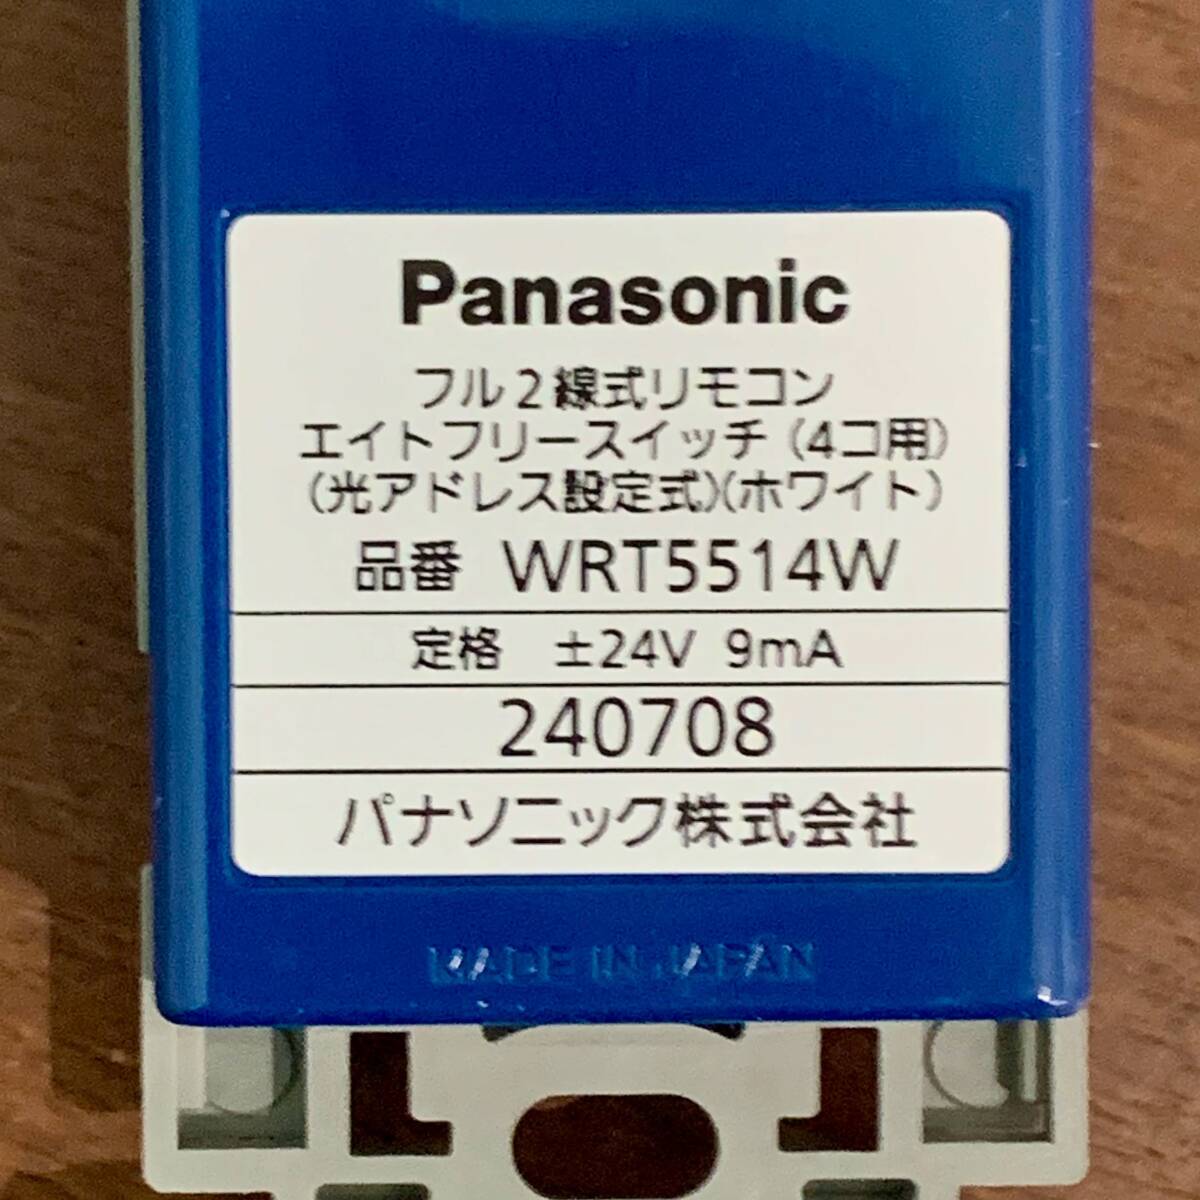 Panasonic
フル2線式リモコン
エイトフリースイッチ(4コ用)
(光アドレス設定式)(ホワイト)
品番 WRT5514W
定格 ±24V 9mA
240708
パナソニック株式会社
MADE IN JAPAN